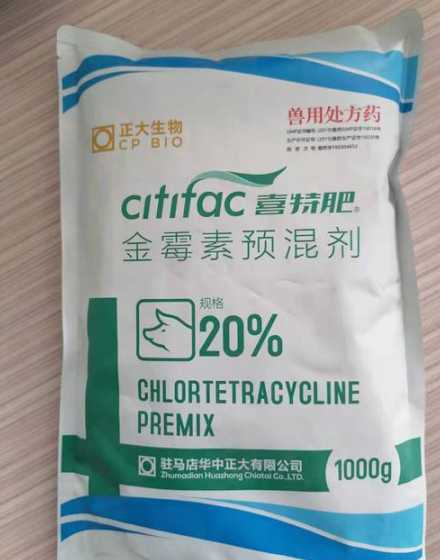 正大生物
CP BIO
兽用处方药
citifac 喜特肥®
金霉素预混剂
规格
20%
CHLORTETRACYCLINE
PREMIX
驻马店华中正大有限公司
Zhumadian Huazhong Chiatai Co.,LTD.
1000g